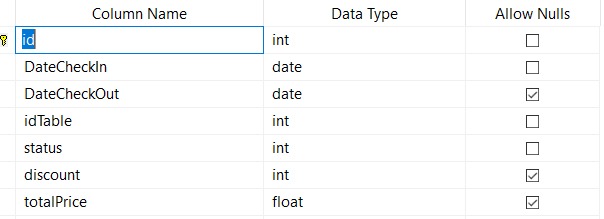 Column Name Data Type Allow Nulls
id int
DateCheckIn date
DateCheckOut date
idTable int
status int
discount int
totalPrice float